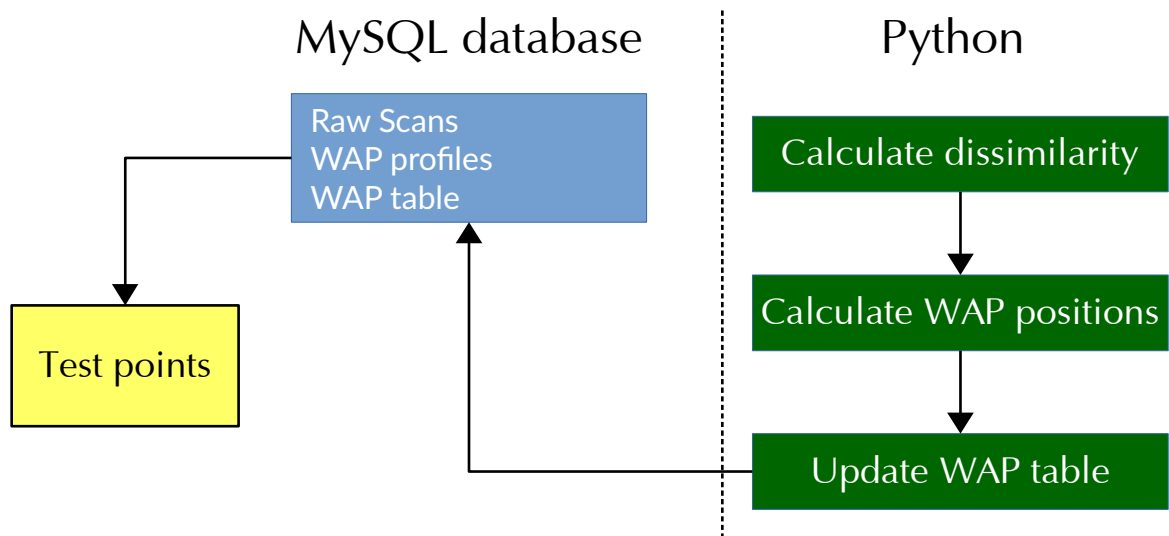 MySQL database
Python
Raw Scans
WAP profiles
WAP table
Calculate dissimilarity
Calculate WAP positions
Test points
Update WAP table